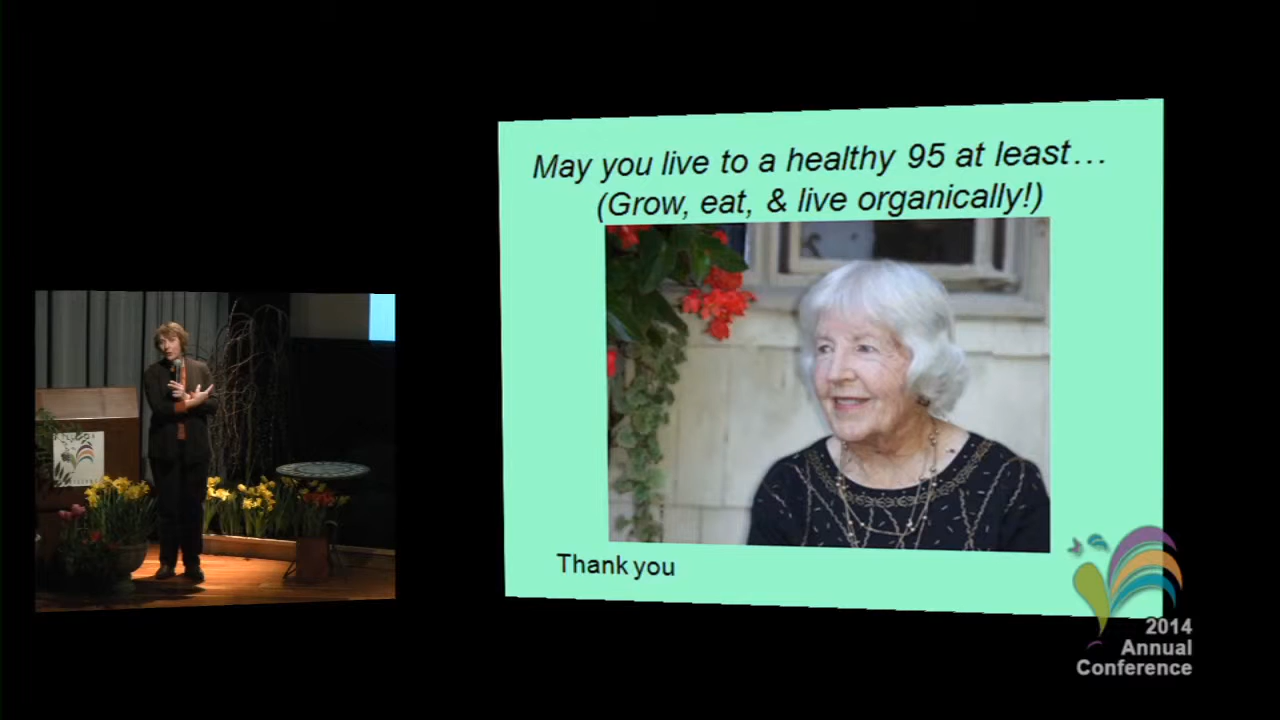 May you live to a healthy 95 at least…
(Grow, eat, & live organically!)
Thank you
2014
Annual
Conference